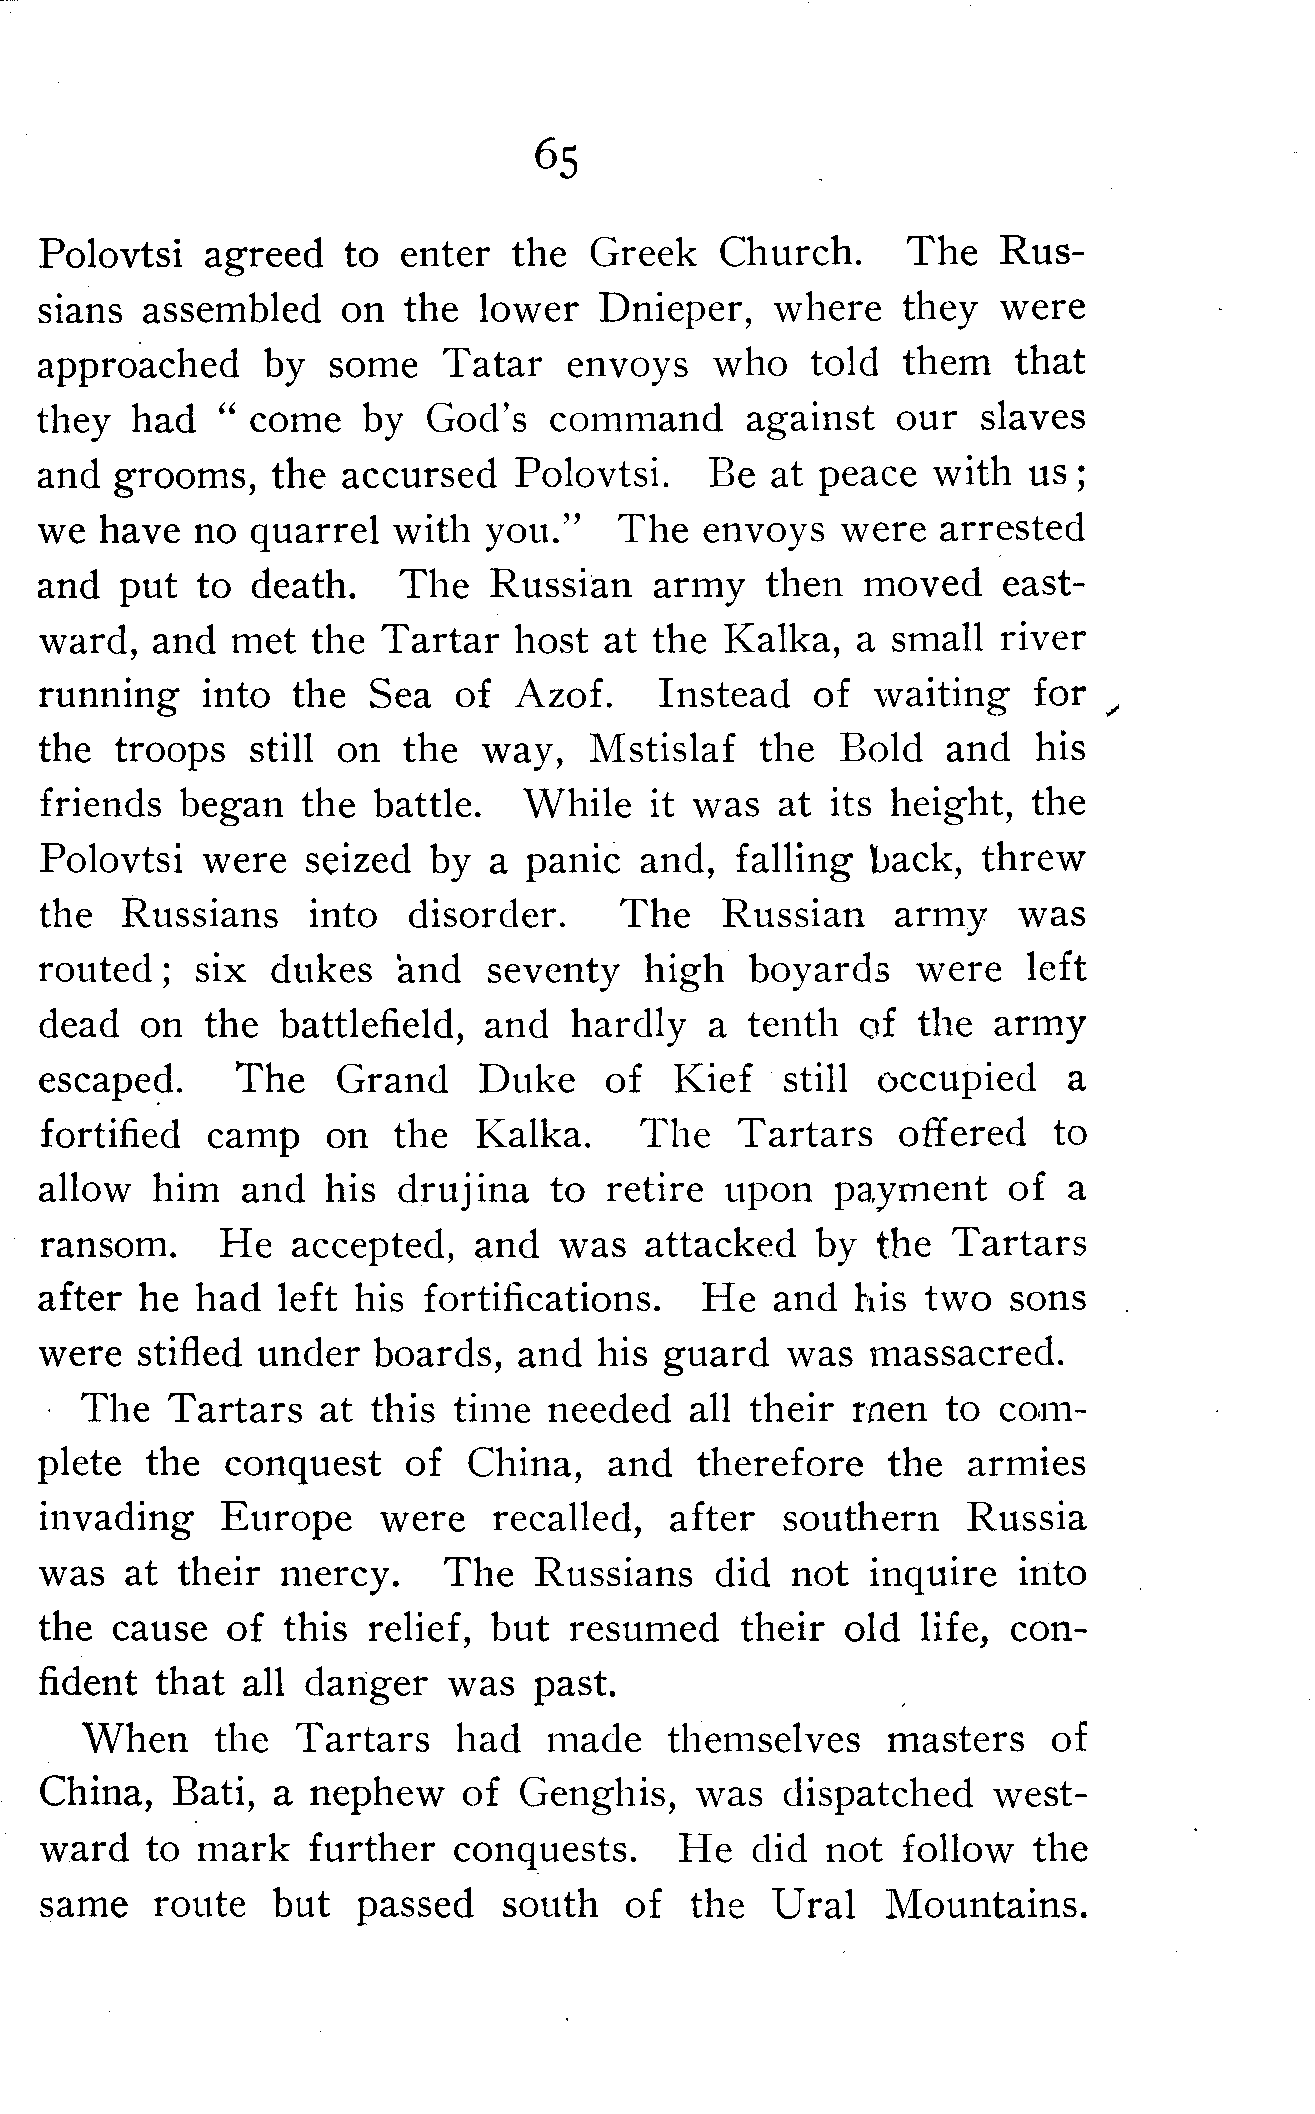 65
Polovtsi agreed to enter the Greek Church. The Rus-
sians assembled on the lower Dnieper, where they were
approached by some Tatar envoys who told them that
they had “ come by God's command against our slaves
and grooms, the accursed Polovtsi. Be at peace with us ;
we have no quarrel with you.” The envoys were arrested
and put to death. The Russian army then moved east-
ward, and met the Tartar host at the Kalka, a small river
running into the Sea of Azof. Instead of waiting for
the troops still on the way, Mstislaf the Bold and his
friends began the battle. While it was at its height, the
Polovtsi were seized by a panic and, falling back, threw
the Russians into disorder. The Russian army was
routed ; six dukes and seventy high boyards were left
dead on the battlefield, and hardly a tenth of the army
escaped. The Grand Duke of Kief still occupied a
fortified camp on the Kalka. The Tartars offered to
allow him and his drujina to retire upon payment of a
ransom. He accepted, and was attacked by the Tartars
after he had left his fortifications. He and his two sons
were stifled under boards, and his guard was massacred.
The Tartars at this time needed all their men to com-
plete the conquest of China, and therefore the armies
invading Europe were recalled, after southern Russia
was at their mercy. The Russians did not inquire into
the cause of this relief, but resumed their old life, con-
fident that all danger was past.
When the Tartars had made themselves masters of
China, Bati, a nephew of Genghis, was dispatched west-
ward to mark further conquests. He did not follow the
same route but passed south of the Ural Mountains.